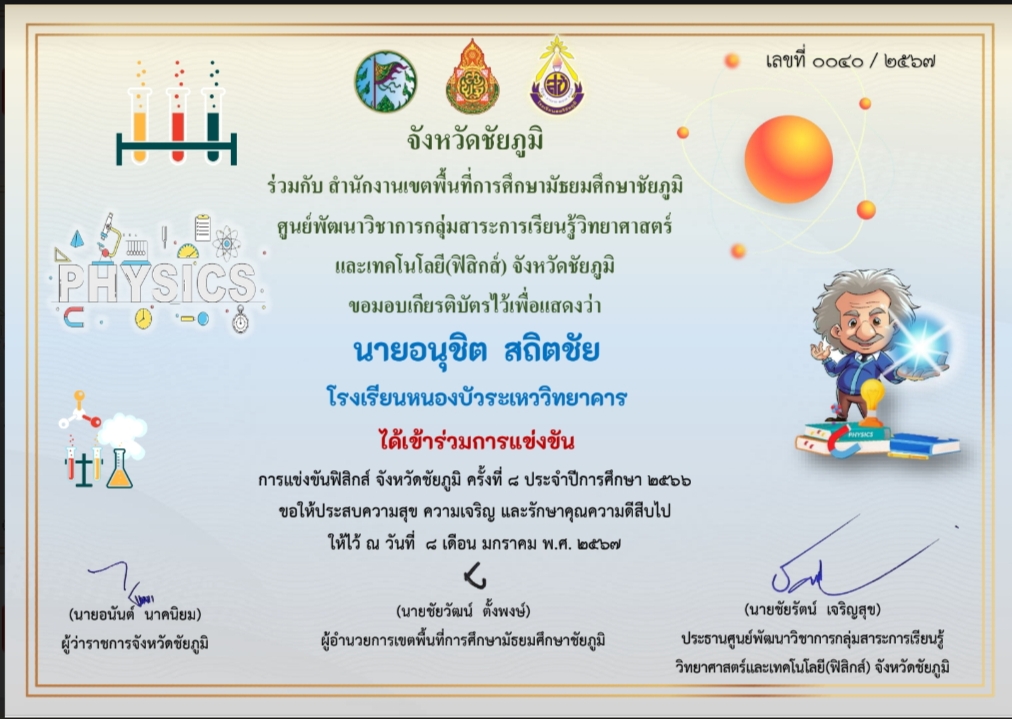 เลขที่ ๐๐๔๐ / ๒๕๖๗
จังหวัดชัยภูมิ
ร่วมกับ สำนักงานเขตพื้นที่การศึกษามัธยมศึกษาชัยภูมิ
ศูนย์พัฒนาวิชาการกลุ่มสาระการเรียนรู้วิทยาศาสตร์
และเทคโนโลยี(ฟิสิกส์) จังหวัดชัยภูมิ
ขอมอบเกียรติบัตรไว้เพื่อแสดงว่า
PHYSICS
นายอนุชิต สถิตชัย
โรงเรียนหนองบัวระเหววิทยาคาร
ได้เข้าร่วมการแข่งขัน
PHYSICS
การแข่งขันฟิสิกส์ จังหวัดชัยภูมิ ครั้งที่ ๘ ประจำปีการศึกษา ๒๕๖๖
ขอให้ประสบความสุข ความเจริญ และรักษาคุณความดีสืบไป
ให้ไว้ ณ วันที่ ๘ เดือน มกราคม พ.ศ. ๒๕๖๗
(นายอนันต์ นาคนิยม)
ผู้ว่าราชการจังหวัดชัยภูมิ
(นายชัยวัฒน์ ตั้งพงษ์)
ผู้อำนวยการเขตพื้นที่การศึกษามัธยมศึกษาชัยภูมิ
(นายชัยรัตน์ เจริญสุข)
ประธานศูนย์พัฒนาวิชาการกลุ่มสาระการเรียนรู้
วิทยาศาสตร์และเทคโนโลยี(ฟิสิกส์) จังหวัดชัยภูมิ